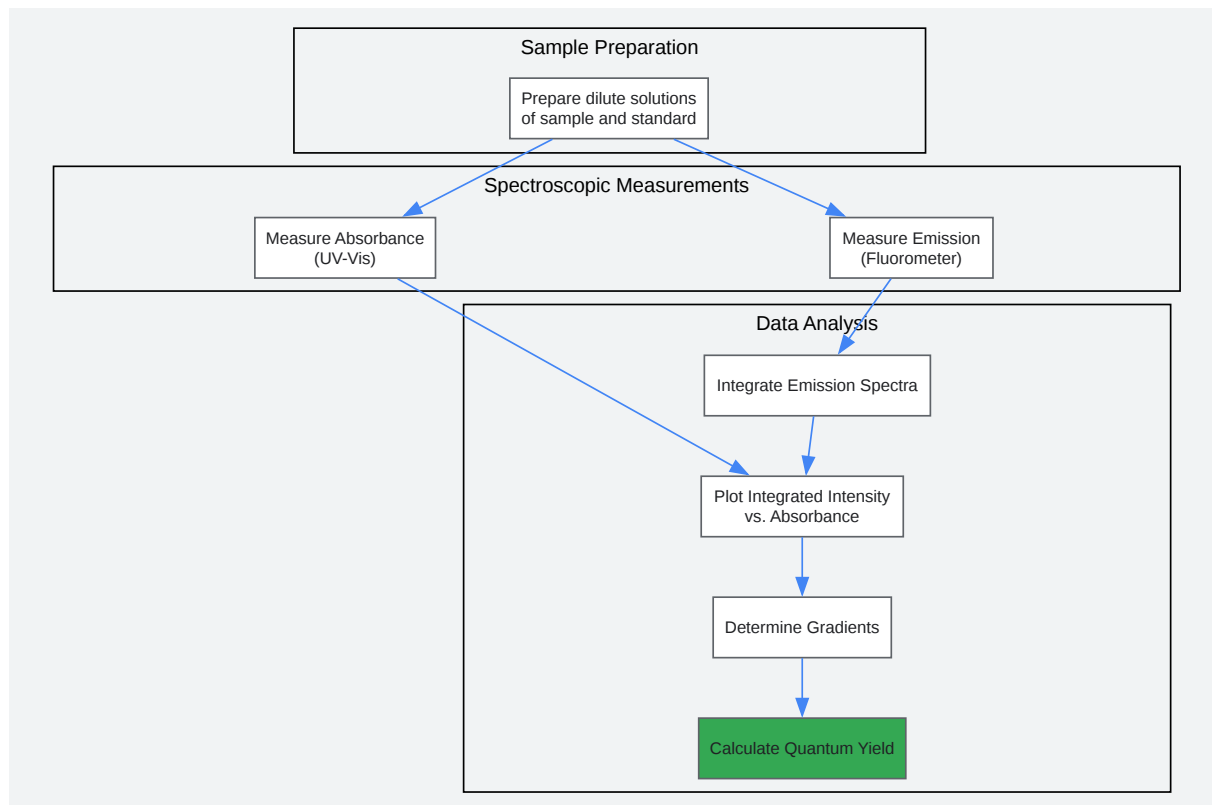 Sample Preparation
Prepare dilute solutions
of sample and standard
Spectroscopic Measurements
Measure Absorbance
(UV-Vis)
Measure Emission
(Fluorometer)
Data Analysis
Integrate Emission Spectra
Plot Integrated Intensity
vs. Absorbance
Determine Gradients
Calculate Quantum Yield